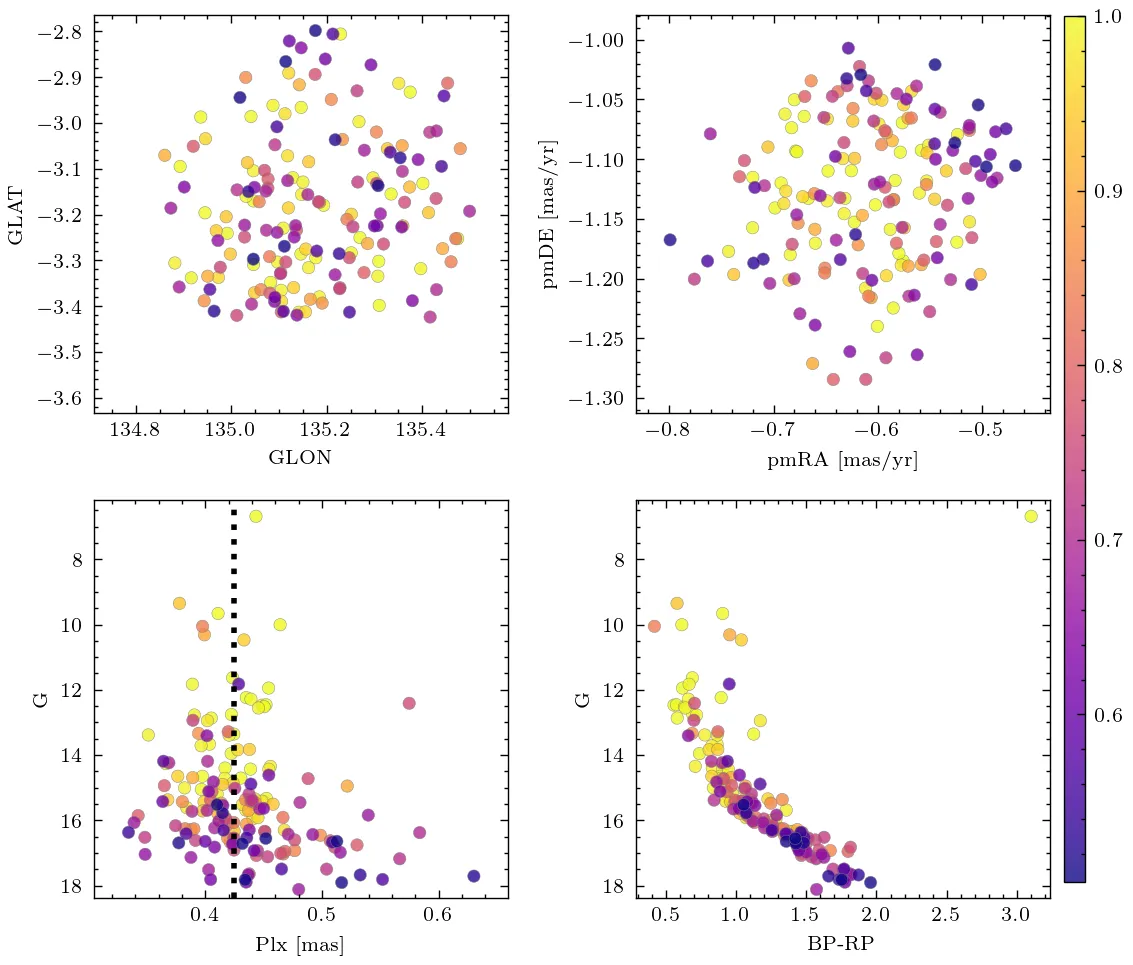 −2.8
−2.9
−3.0
−3.1
−3.2
−3.3
−3.4
−3.5
−3.6
GLAT
134.8 135.0 135.2 135.4
GLON
−1.00
−1.05
−1.10
−1.15
−1.20
−1.25
−1.30
pmDE [mas/yr]
−0.8 −0.7 −0.6 −0.5
pmRA [mas/yr]
1.0
0.9
0.8
0.7
0.6
8
10
12
14
16
18
G
0.4 0.5 0.6
Plx [mas]
8
10
12
14
16
18
G
0.5 1.0 1.5 2.0 2.5 3.0
BP-RP